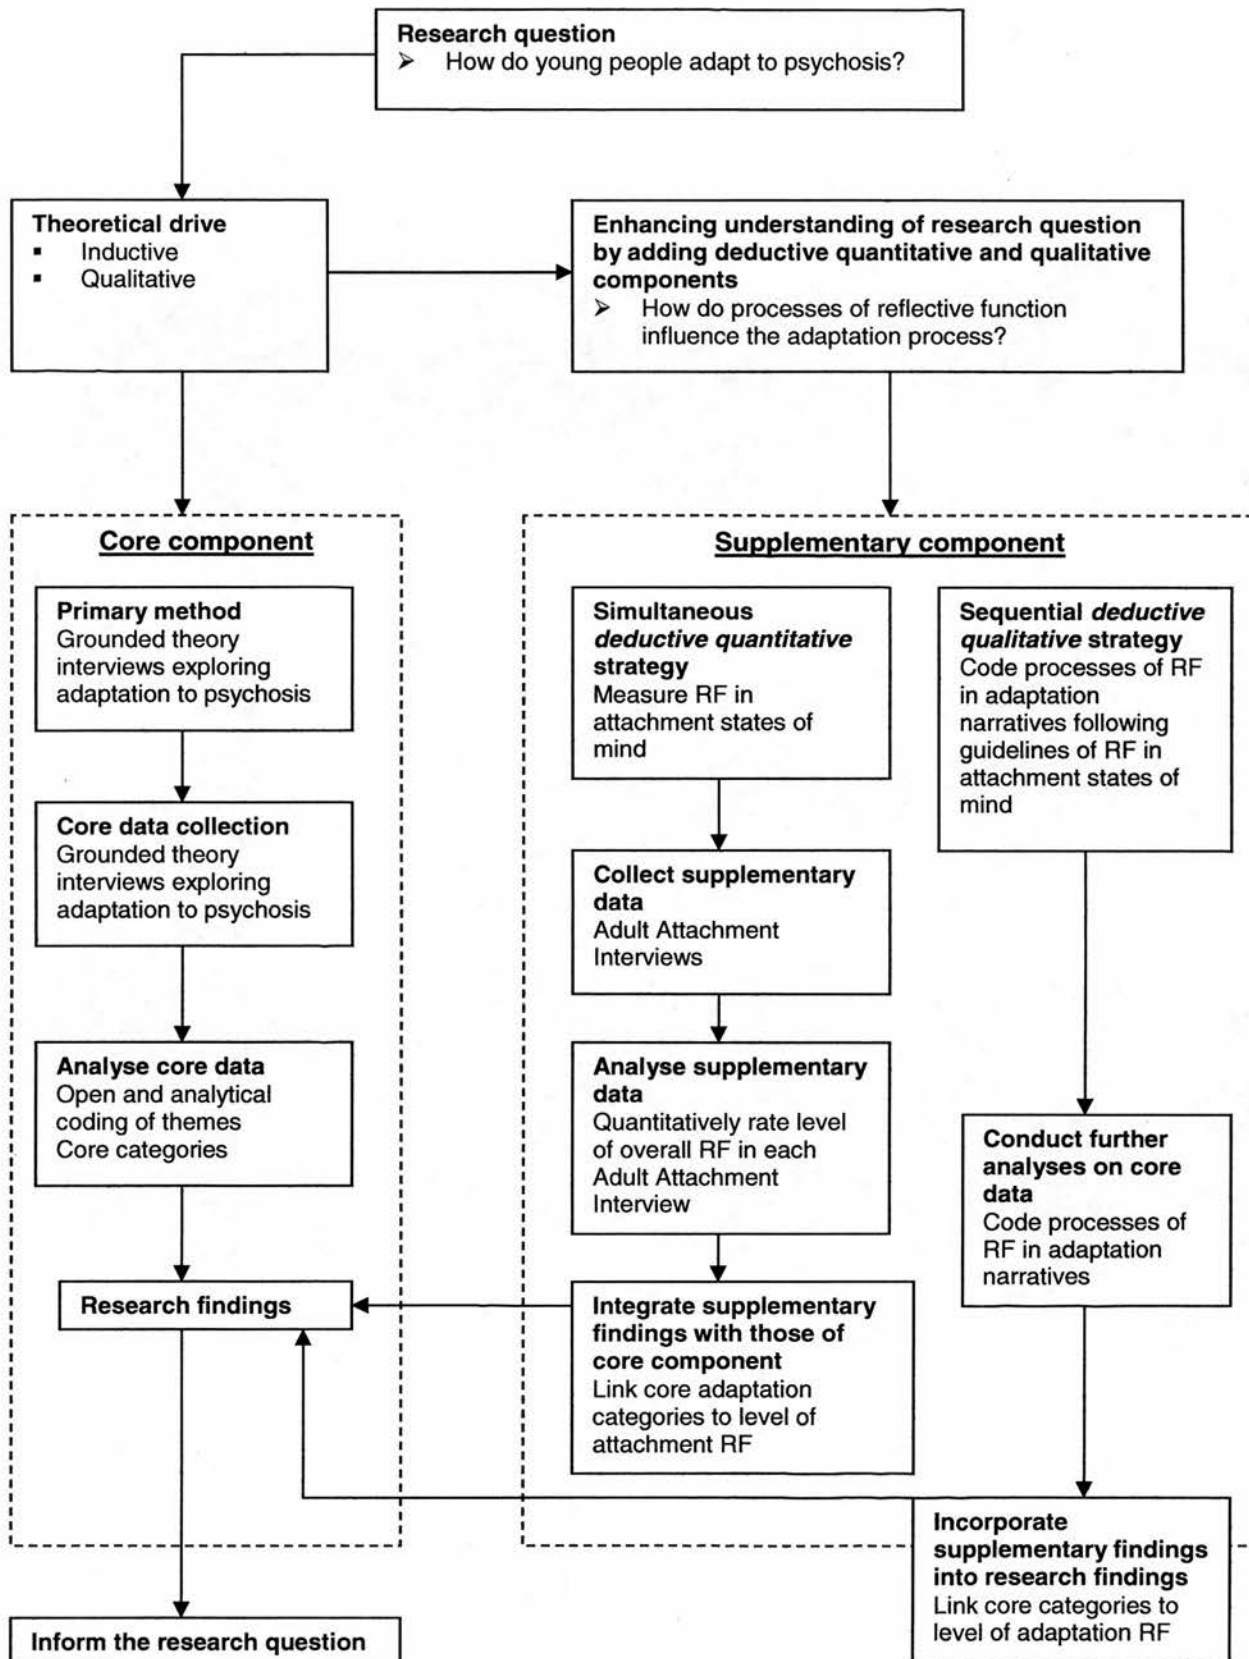 Research question
➢ How do young people adapt to psychosis?
Theoretical drive
▪ Inductive
▪ Qualitative
Enhancing understanding of research question
by adding deductive quantitative and qualitative
components
➢ How do processes of reflective function
influence the adaptation process?
Core component
Primary method
Grounded theory
interviews exploring
adaptation to psychosis
Core data collection
Grounded theory
interviews exploring
adaptation to psychosis
Analyse core data
Open and analytical
coding of themes
Core categories
Research findings
Inform the research question
Supplementary component
Simultaneous
deductive quantitative
strategy
Measure RF in
attachment states of
mind
Collect supplementary
data
Adult Attachment
Interviews
Analyse supplementary
data
Quantitatively rate level
of overall RF in each
Adult Attachment
Interview
Integrate supplementary
findings with those of
core component
Link core adaptation
categories to level of
attachment RF
Sequential deductive
qualitative strategy
Code processes of RF
in adaptation
narratives following
guidelines of RF in
attachment states of
mind
Conduct further
analyses on core
data
Code processes of
RF in adaptation
narratives
Incorporate
supplementary findings
into research findings
Link core categories to
level of adaptation RF